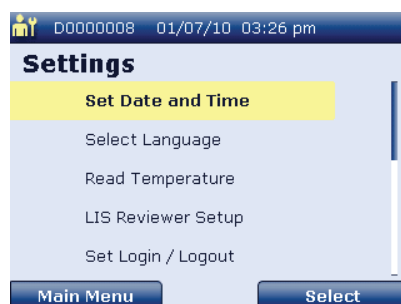 D0000008 01/07/10 03:26 pm
Settings
Set Date and Time
Select Language
Read Temperature
LIS Reviewer Setup
Set Login / Logout
Main Menu Select